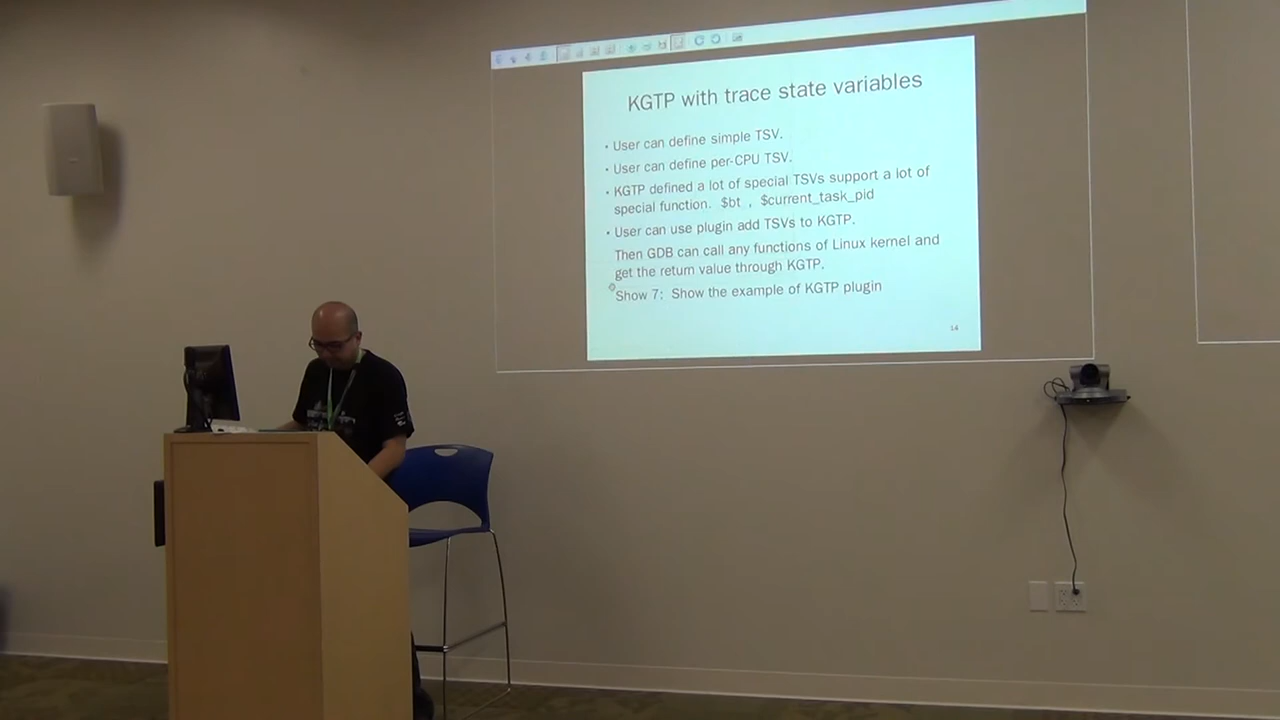 KGTP with trace state variables
• User can define simple TSV.
• User can define per-CPU TSV.
• KGTP defined a lot of special TSVs support a lot of
special function. $bt , $current_task_pid
• User can use plugin add TSVs to KGTP.
Then GDB can call any functions of Linux kernel and
get the return value through KGTP.
Show 7: Show the example of KGTP plugin
14